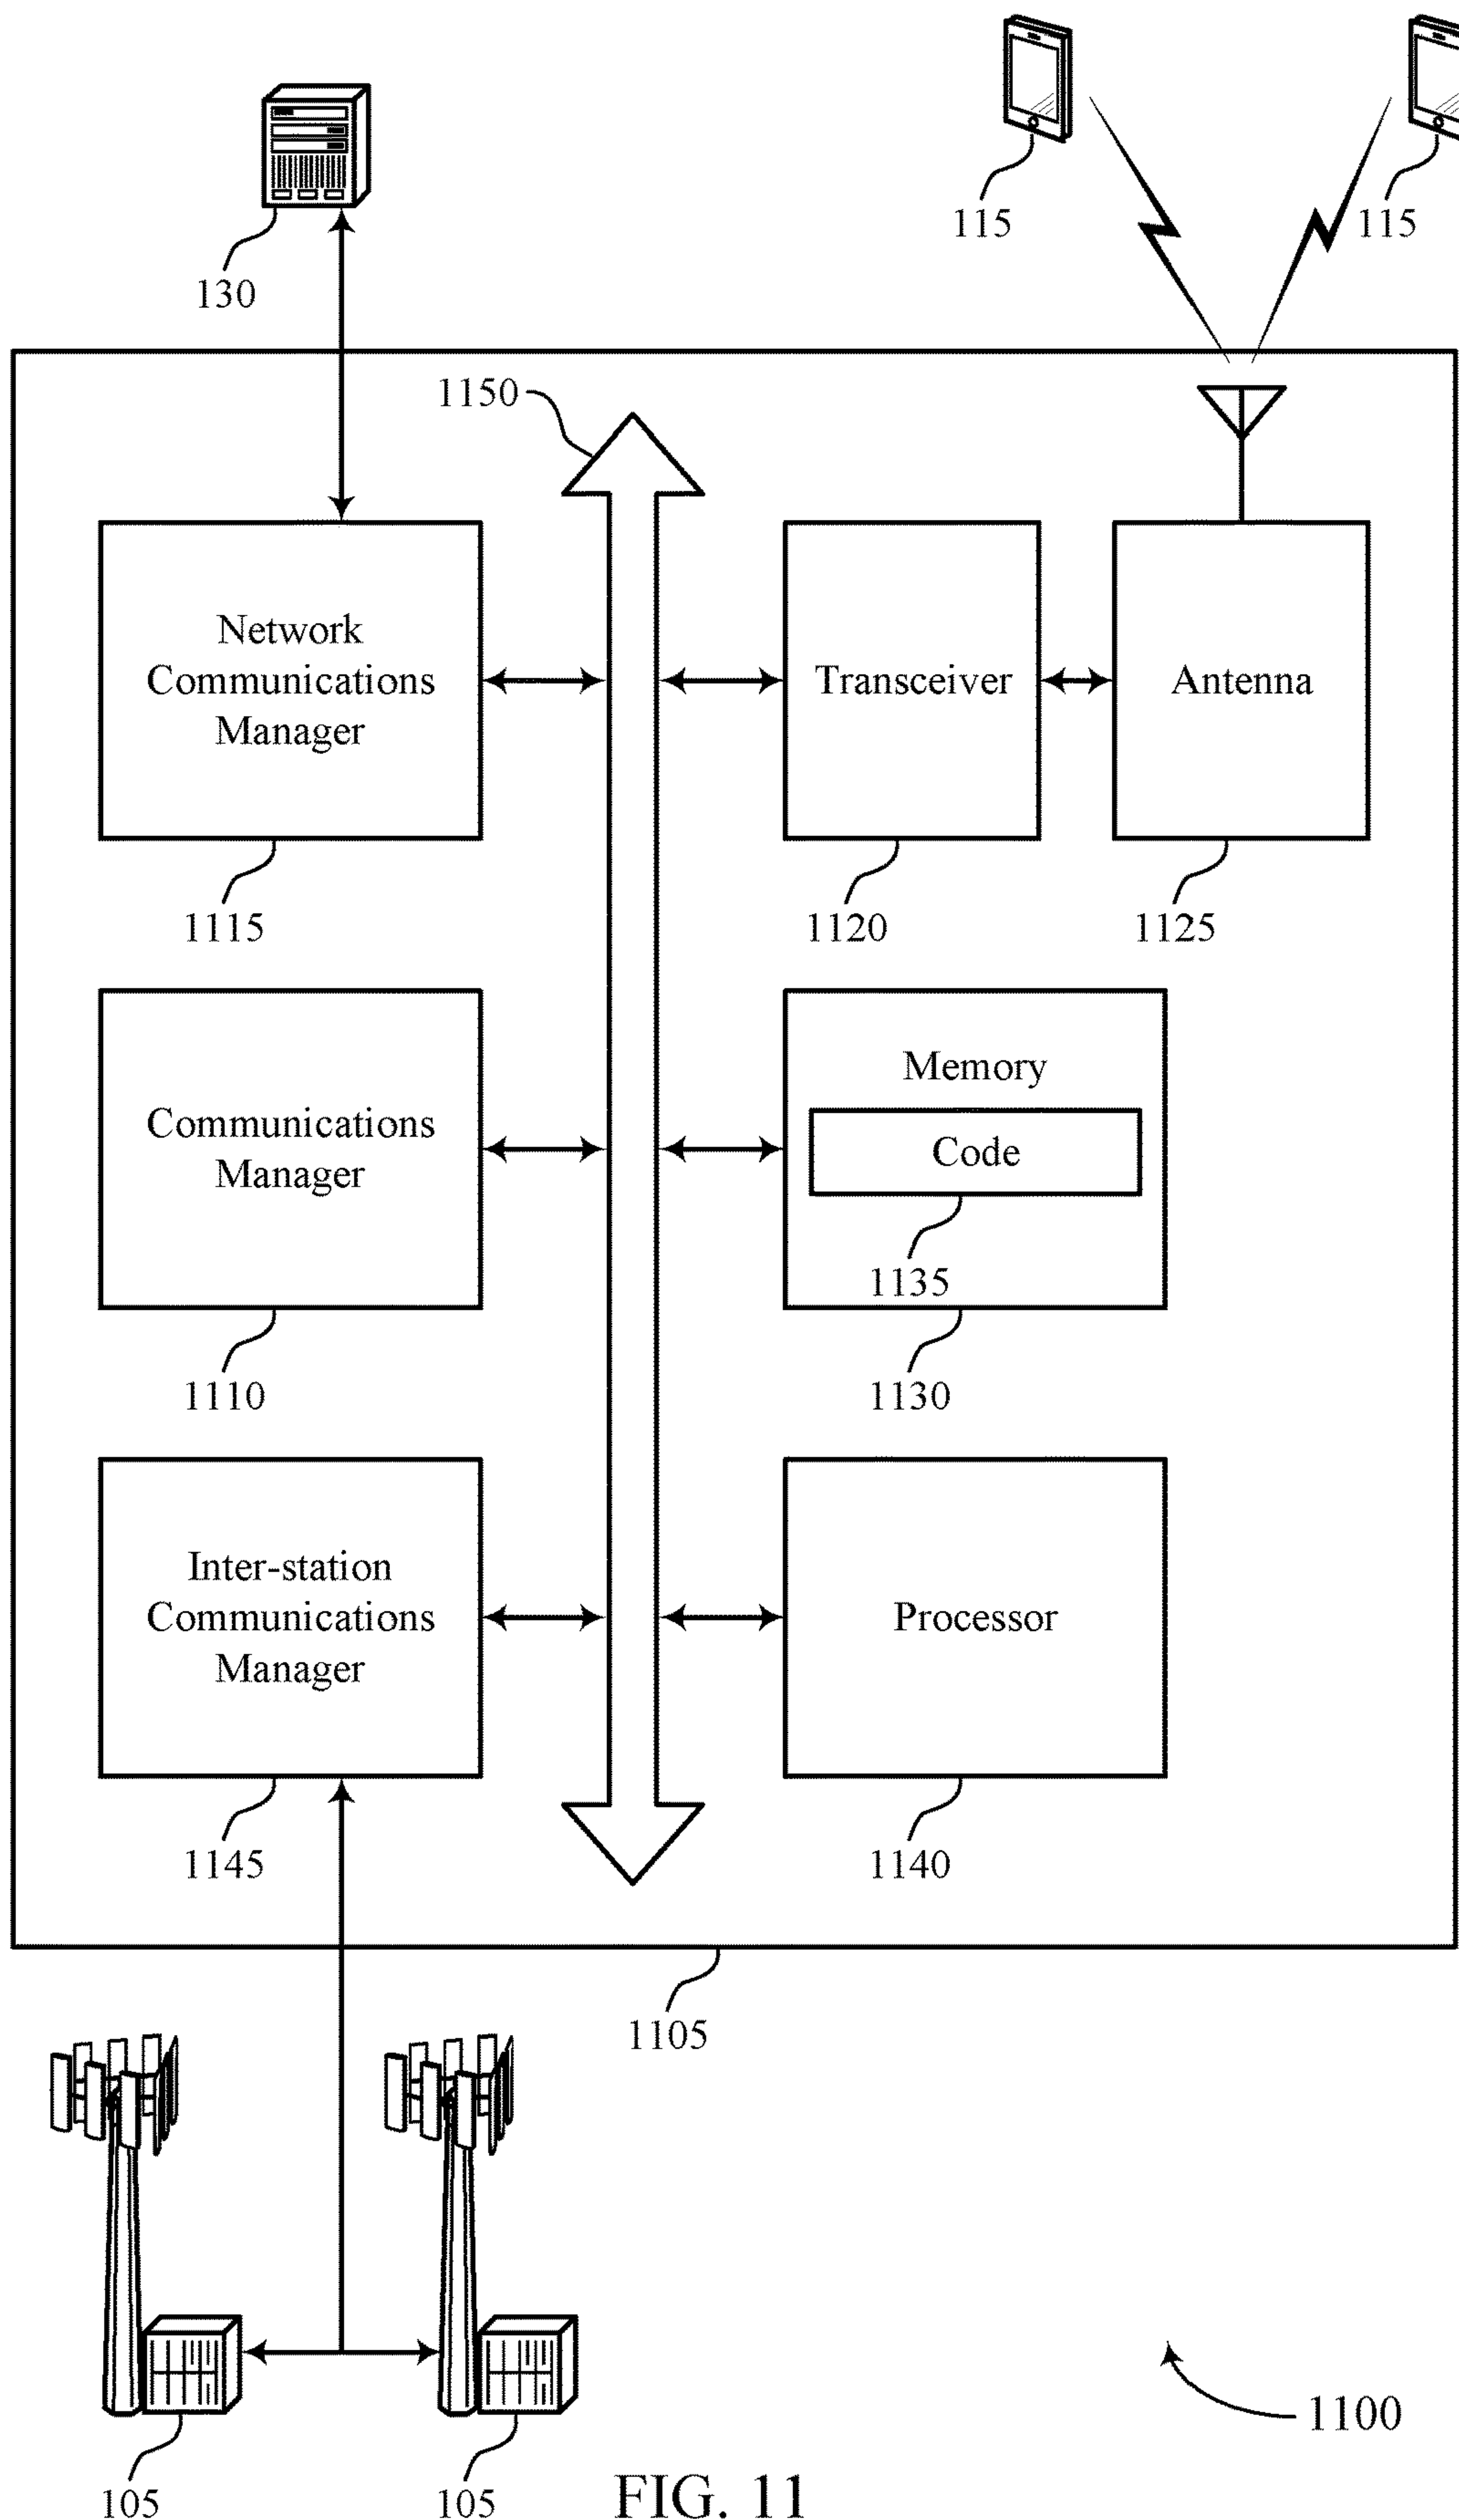 115
115
130
1150
Network
Communications
Manager
Transceiver
Antenna
1115
1120
1125
Communications
Manager
Memory
Code
1135
1110
1130
Inter-station
Communications
Manager
Processor
1145
1140
1105
1100
105
105
FIG. 11